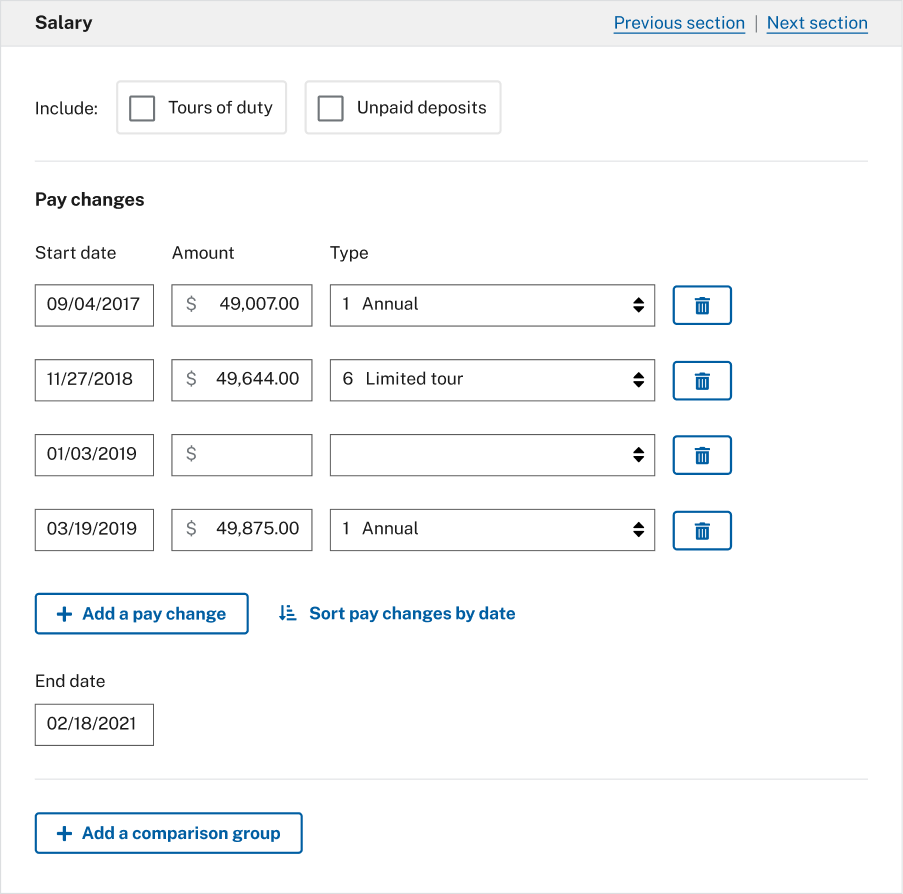 Salary Previous section | Next section
Include: Tours of duty Unpaid deposits
Pay changes
Start date Amount Type
09/04/2017 $ 49,007.00 1 Annual
11/27/2018 $ 49,644.00 6 Limited tour
01/03/2019 $
03/19/2019 $ 49,875.00 1 Annual
+ Add a pay change Sort pay changes by date
End date
02/18/2021
+ Add a comparison group